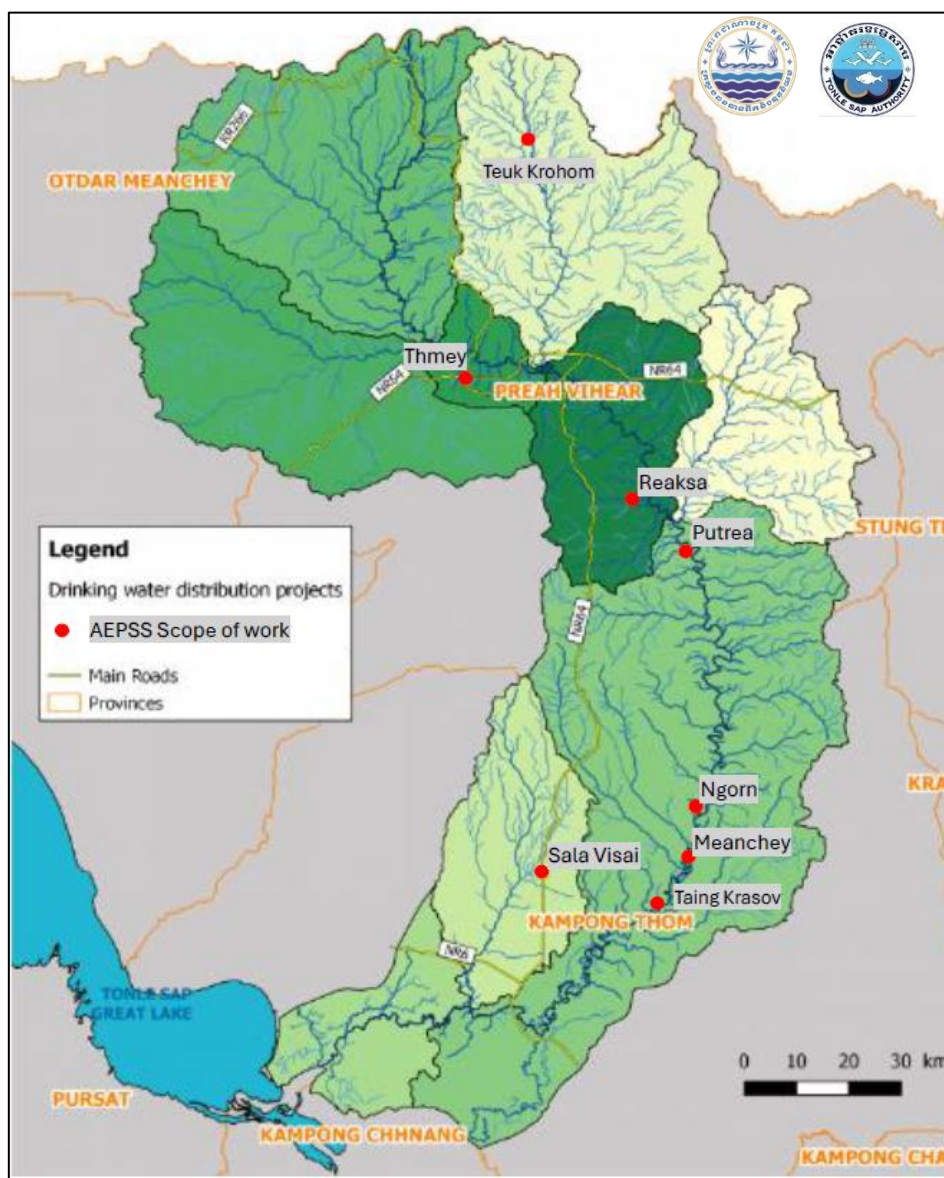 TONLE SAP AUTHORITY
OTDAR MEANCHEY
Teuk Krohom
Thmey
NR64
PREAH VIHEAR
NR64
Reaksa
STUNG T
Putrea
Legend
Drinking water distribution projects
AEPSS Scope of work
Main Roads
Provinces
NR64
KRA
Ngorn
Meanchey
Sala Visai
Taing Krasov
KAMPONG THOM
NR6
TONLE SAP
GREAT LAKE
0 10 20 30 km
PURSAT
KAMPONG CHHNANG
KAMPONG CHA